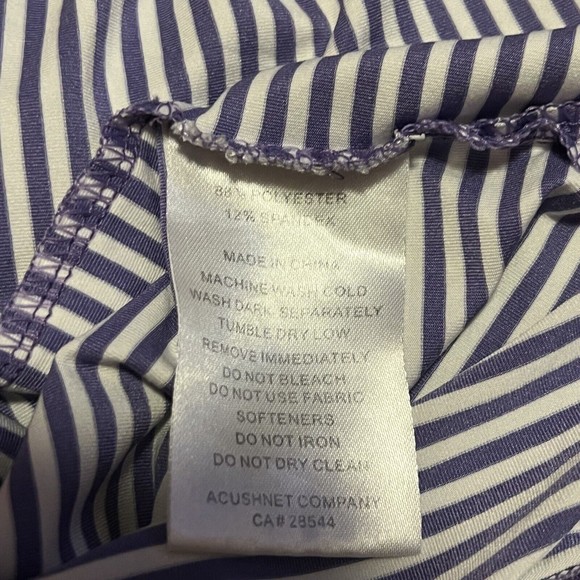 88% POLYESTER
12% SPANDEX
MADE IN CHINA
MACHINE WASH COLD
WASH DARK SEPARATELY
TUMBLE DRY LOW
REMOVE IMMEDIATELY
DO NOT BLEACH
DO NOT USE FABRIC
SOFTENERS
DO NOT IRON
DO NOT DRY CLEAN
ACUSHNET COMPANY
CA# 28544